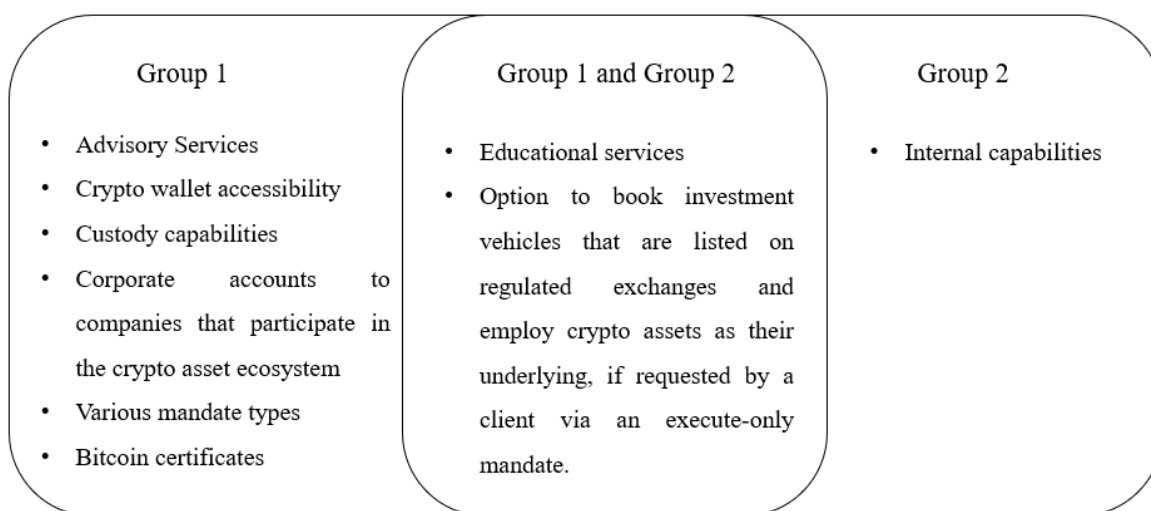 Group 1
• Advisory Services
• Crypto wallet accessibility
• Custody capabilities
• Corporate accounts to
companies that participate in
the crypto asset ecosystem
• Various mandate types
• Bitcoin certificates
Group 1 and Group 2
• Educational services
• Option to book investment
vehicles that are listed on
regulated exchanges and
employ crypto assets as their
underlying, if requested by a
client via an execute-only
mandate.
Group 2
• Internal capabilities